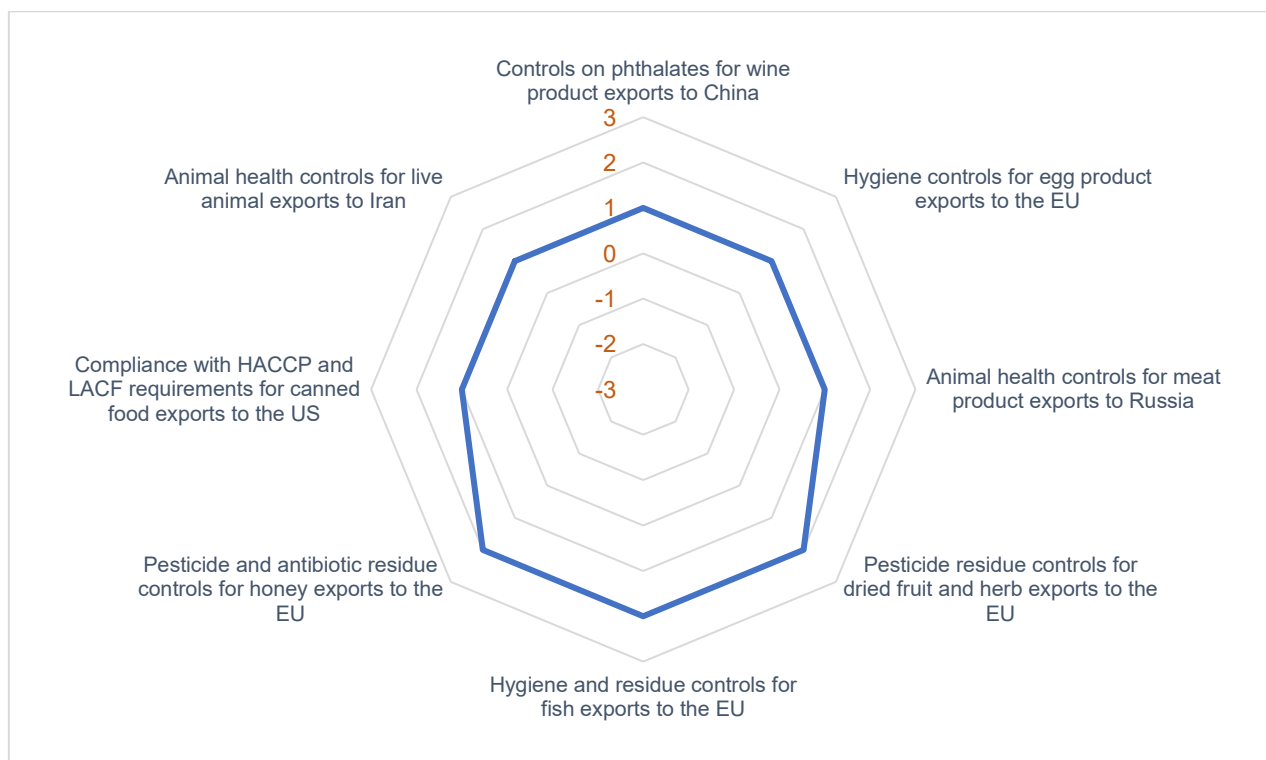 Controls on phthalates for wine
product exports to China
3
2
1
0
-1
-2
-3
Hygiene controls for egg product
exports to the EU
Animal health controls for meat
product exports to Russia
Pesticide residue controls for
dried fruit and herb exports to the
EU
Hygiene and residue controls for
fish exports to the EU
Pesticide and antibiotic residue
controls for honey exports to the
EU
Compliance with HACCP and
LACF requirements for canned
food exports to the US
Animal health controls for live
animal exports to Iran